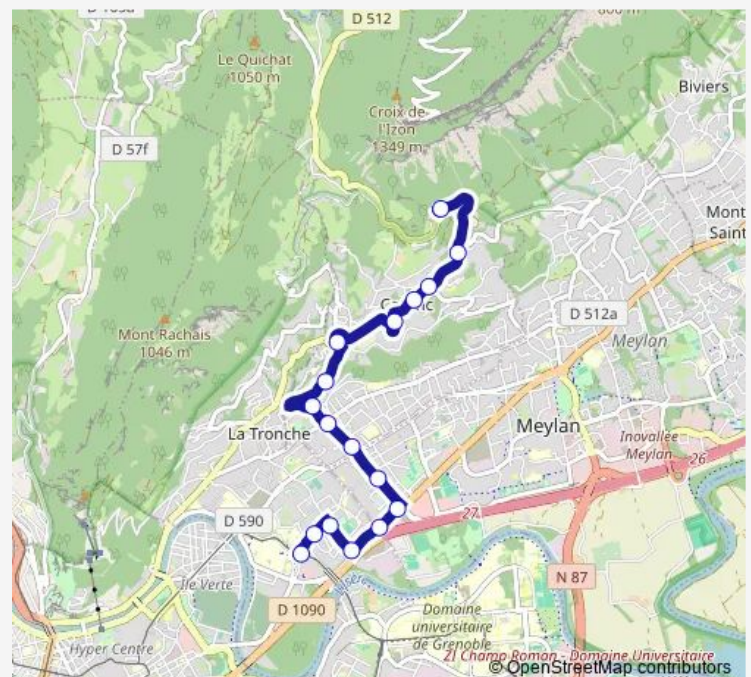 D 512
Le Quichat
1050 m
Croix de
l'Izon
1349 m
Biviers
D 57f
Mont
Saint
Mont Rachais
1046 m
D 512a
Meylan
La Tronche
Meylan
Inovallee
Meylan
26
27
D 590
Île Verte
N 87
D 1090
Domaine
universitaire
de Grenoble
Hyper Centre
ZI Champ Roman - Domaine Universitaire
© OpenStreetMap contributors